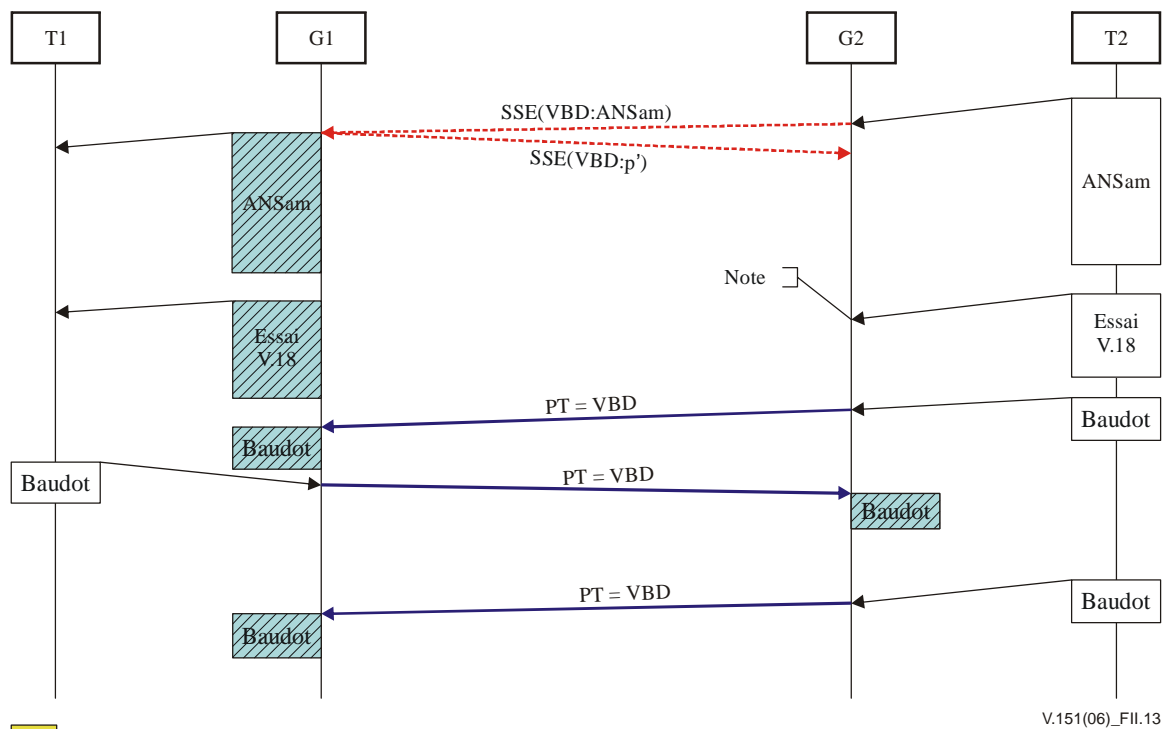 T1
G1
G2
T2
SSE(VBD:ANSam)
SSE(VBD:p')
ANSam
ANSam
Note
Essai
V.18
Essai
V.18
PT = VBD
Baudot
Baudot
Baudot
PT = VBD
Baudot
PT = VBD
Baudot
Baudot
V.151(06)_FII.13